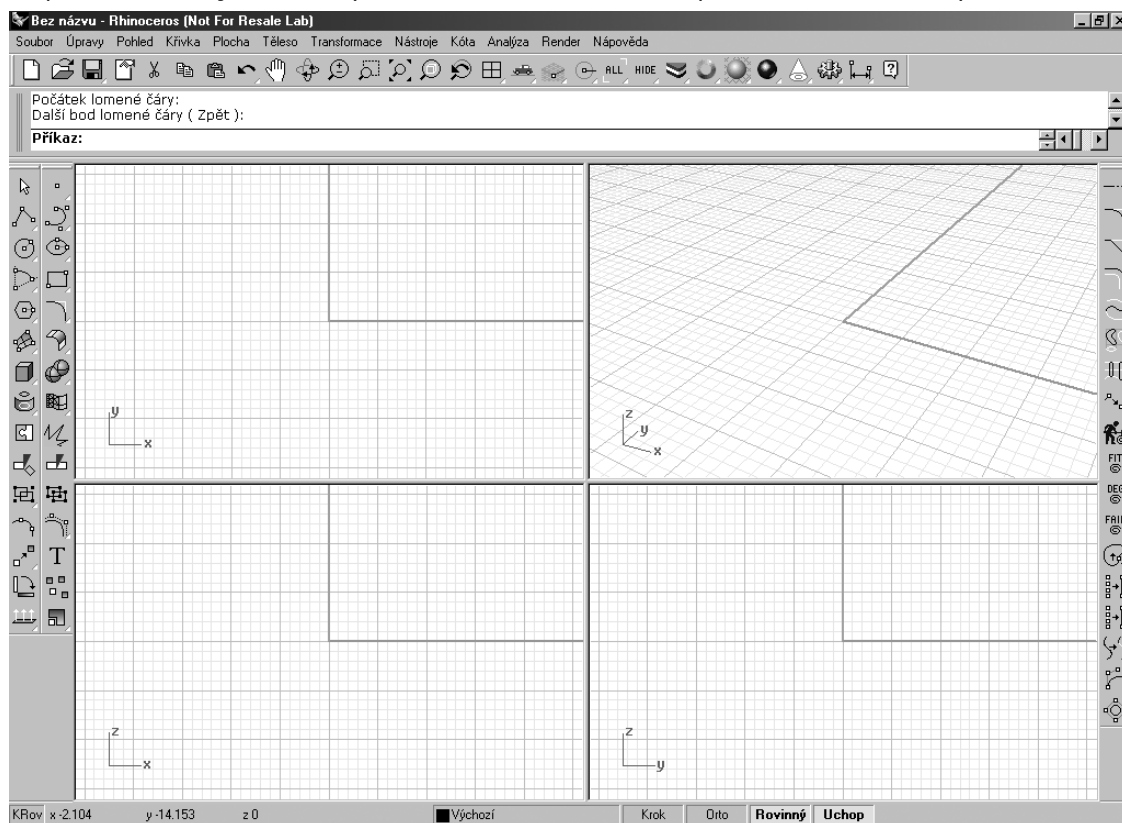 Bez názvu - Rhinoceros (Not For Resale Lab)
Soubor Úpravy Pohled Křivka Plocha Těleso Transformace Nástroje Kóta Analýza Render Nápověda
ALL HIDE
Počátek lomené čáry:
Další bod lomené čáry ( Zpět ):
Příkaz:
y
x
z
y
x
FIT
DEG
FAIR
T
z
x
z
y
KRov x -2.104 y -14.153 z 0 Výchozí Krok Orto Rovinný Uchop